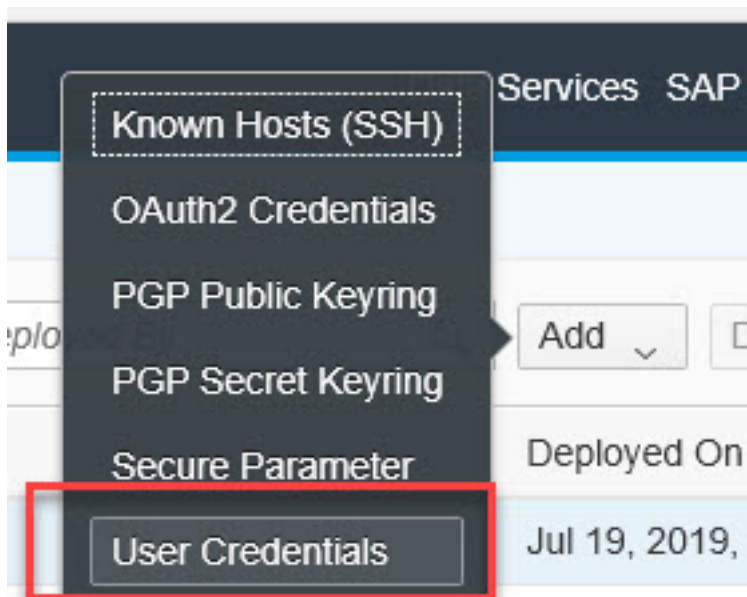 Services SAP
Known Hosts (SSH)
OAuth2 Credentials
PGP Public Keyring
PGP Secret Keyring
Secure Parameter
User Credentials
Add
Deployed On
Jul 19, 2019,